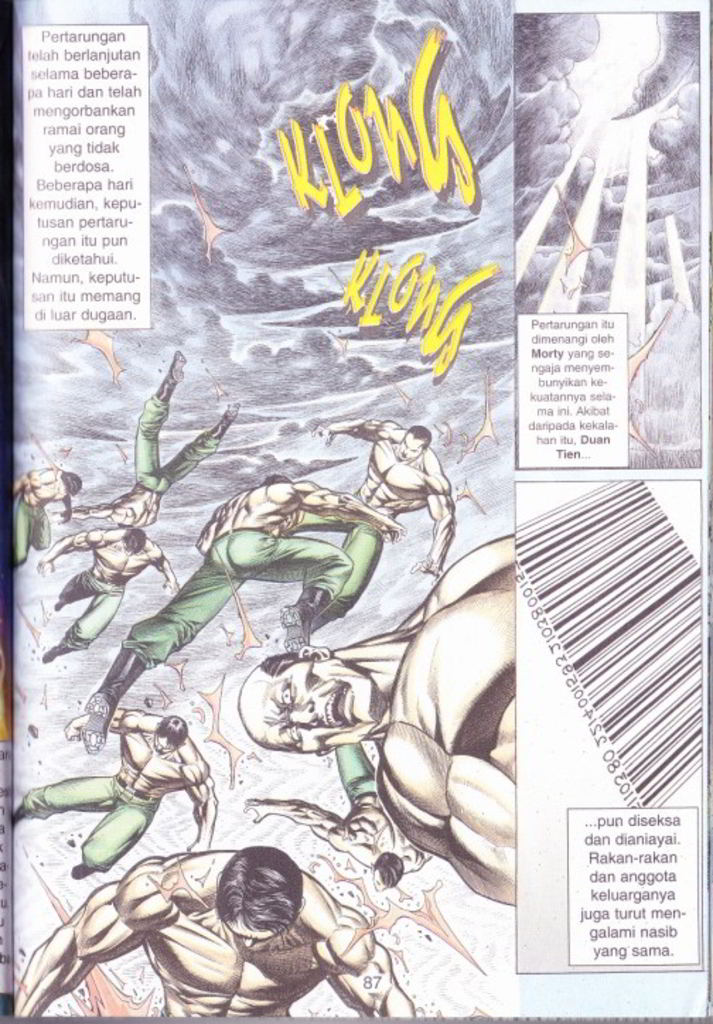 Pertarungan
telah berlanjutan
selama bebera-
pa hari dan telah
mengorbankan
ramai orang
yang tidak
berdosa.
Beberapa hari
kemudian, kepu-
tusan pertaru-
ngan itu pun
diketahui.
Namun, keputu-
san itu memang
di luar dugaan.
KLONG
KLONG
Pertarungan itu
dimenangi oleh
Morty yang se-
ngaja menyem-
bunyikan ke-
kuatannya sela-
ma ini. Akibat
daripada kekala-
han itu, Duan
Tien...
...pun diseksa
dan dianiayai.
Rakan-rakan
dan anggota
keluarganya
juga turut men-
galami nasib
yang sama.
87